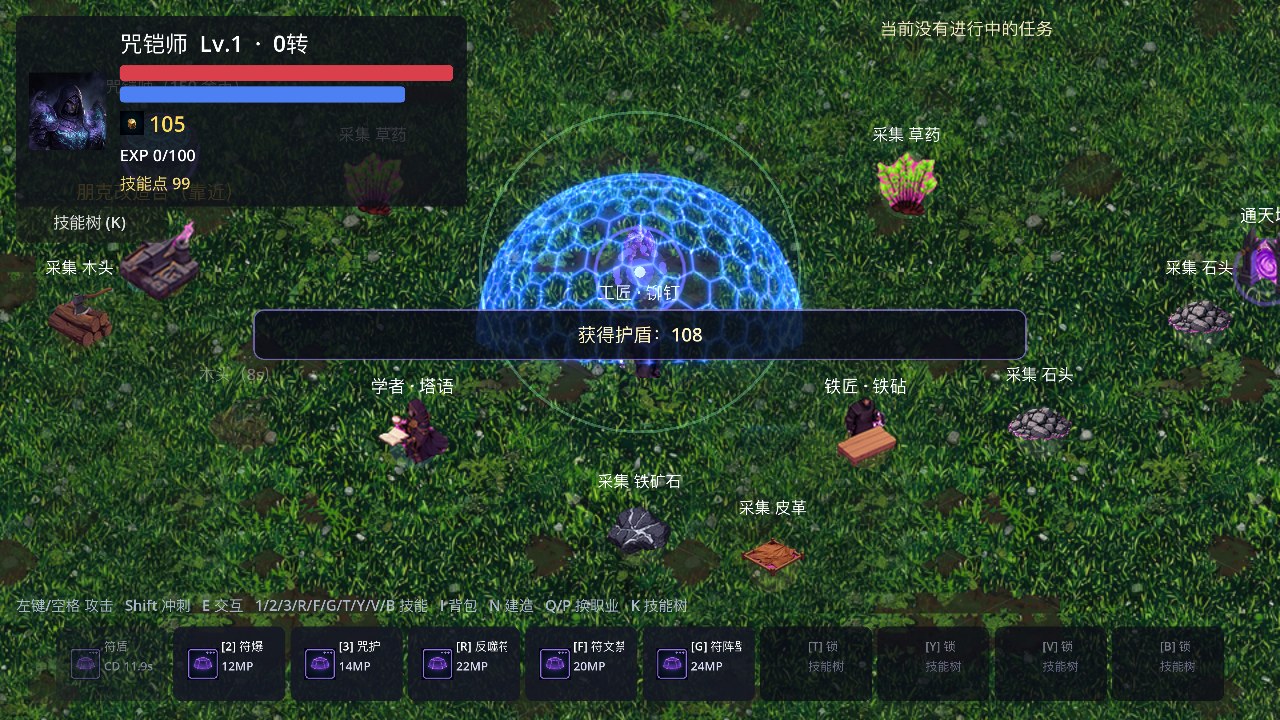 咒铠师 Lv.1 · 0转
当前没有进行中的任务
105
EXP 0/100
技能点 99
技能树 (K)
采集 草药
采集 草药
采集 木头
采集 石头
工匠·铆钉
获得护盾：108
木头（8s）
学者·塔语
铁匠·铁砧
采集 石头
采集 铁矿石
采集 皮革
左键/空格 攻击 Shift 冲刺 E 交互 1/2/3/R/F/G/T/Y/V/B 技能 I 背包 N 建造 Q/P 换职业 K 技能树
符盾
CD 11.9s
[2] 符爆
12MP
[3] 咒护
14MP
[R] 反噬
22MP
[F] 符文
20MP
[G] 符阵
24MP
[T] 锁
技能树
[Y] 锁
技能树
[V] 锁
技能树
[B] 锁
技能树